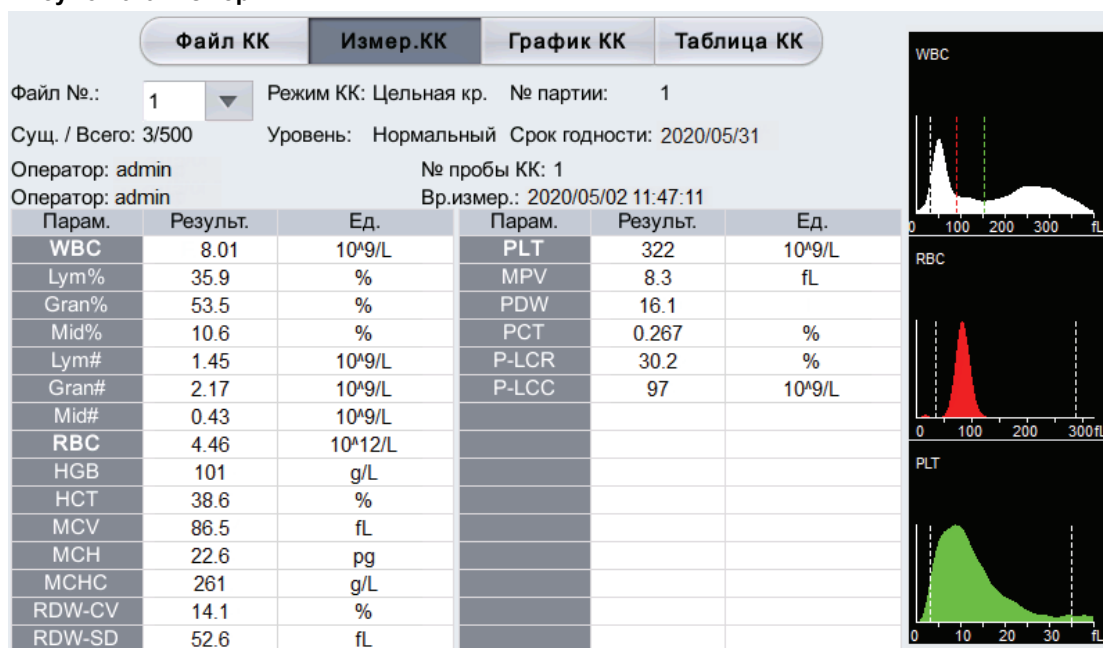 Файл КК Измер.КК График КК Таблица КК
Файл №.: 1 Режим КК: Цельная кр. № партии: 1
Сущ. / Всего: 3/500 Уровень: Нормальный Срок годности: 2020/05/31
Оператор: admin № пробы КК: 1
Оператор: admin Вр.измер.: 2020/05/02 11:47:11
Парам. Результ. Ед. Парам. Результ. Ед.
WBC 8.01 10^9/L PLT 322 10^9/L
Lym% 35.9 % MPV 8.3 fL
Gran% 53.5 % PDW 16.1
Mid% 10.6 % PCT 0.267 %
Lym# 1.45 10^9/L P-LCR 30.2 %
Gran# 2.17 10^9/L P-LCC 97 10^9/L
Mid# 0.43 10^9/L
RBC 4.46 10^12/L
HGB 101 g/L
HCT 38.6 %
MCV 86.5 fL
MCH 22.6 pg
MCHC 261 g/L
RDW-CV 14.1 %
RDW-SD 52.6 fL
WBC
0 100 200 300 fL
RBC
0 100 200 300fL
PLT
0 10 20 30 fL